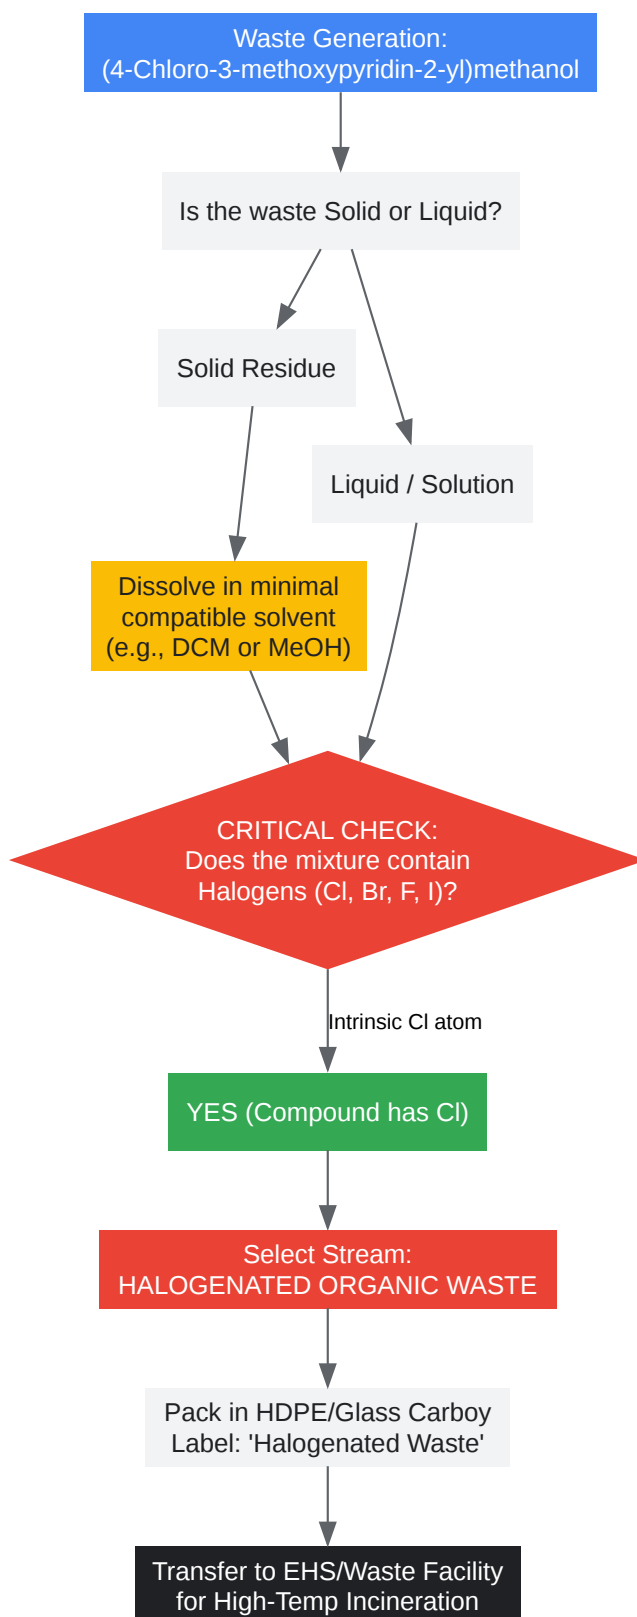 Waste Generation:
(4-Chloro-3-methoxypyridin-2-yl)methanol
Is the waste Solid or Liquid?
Solid Residue
Liquid / Solution
Dissolve in minimal
compatible solvent
(e.g., DCM or MeOH)
CRITICAL CHECK:
Does the mixture contain
Halogens (Cl, Br, F, I)?
Intrinsic Cl atom
YES (Compound has Cl)
Select Stream:
HALOGENATED ORGANIC WASTE
Pack in HDPE/Glass Carboy
Label: 'Halogenated Waste'
Transfer to EHS/Waste Facility
for High-Temp Incineration